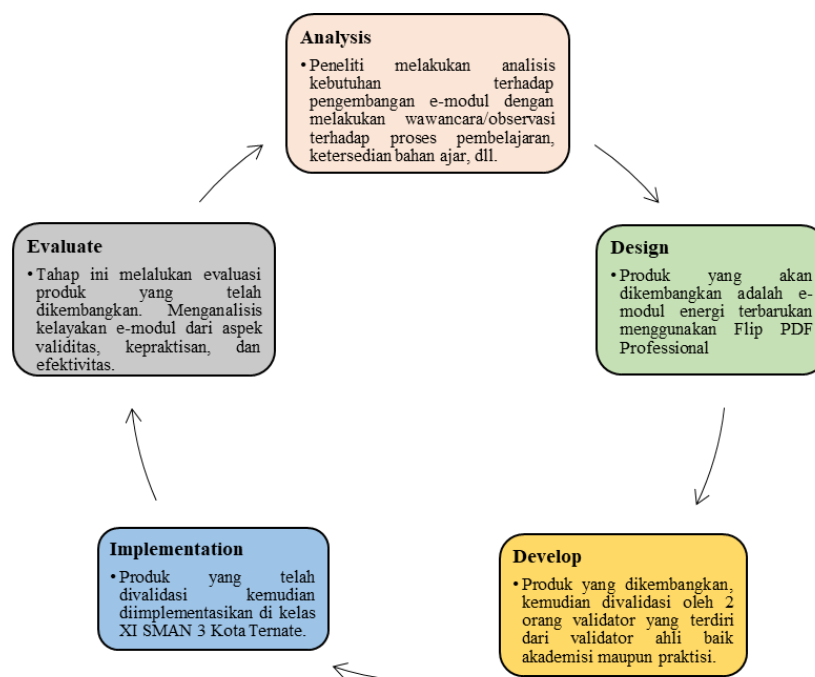 Analysis
• Peneliti melakukan analisis
kebutuhan terhadap
pengembangan e-modul dengan
melakukan wawancara/observasi
terhadap proses pembelajaran,
ketersedian bahan ajar, dll.
Design
• Produk yang akan
dikembangkan adalah e-
modul energi terbarukan
menggunakan Flip PDF
Professional
Develop
• Produk yang dikembangkan,
kemudian divalidasi oleh 2
orang validator yang terdiri
dari validator ahli baik
akademisi maupun praktisi.
Implementation
• Produk yang telah
divalidasi kemudian
diimplementasikan di kelas
XI SMAN 3 Kota Ternate.
Evaluate
• Tahap ini melalukan evaluasi
produk yang telah
dikembangkan. Menganalisis
kelayakan e-modul dari aspek
validitas, kepraktisan, dan
efektivitas.